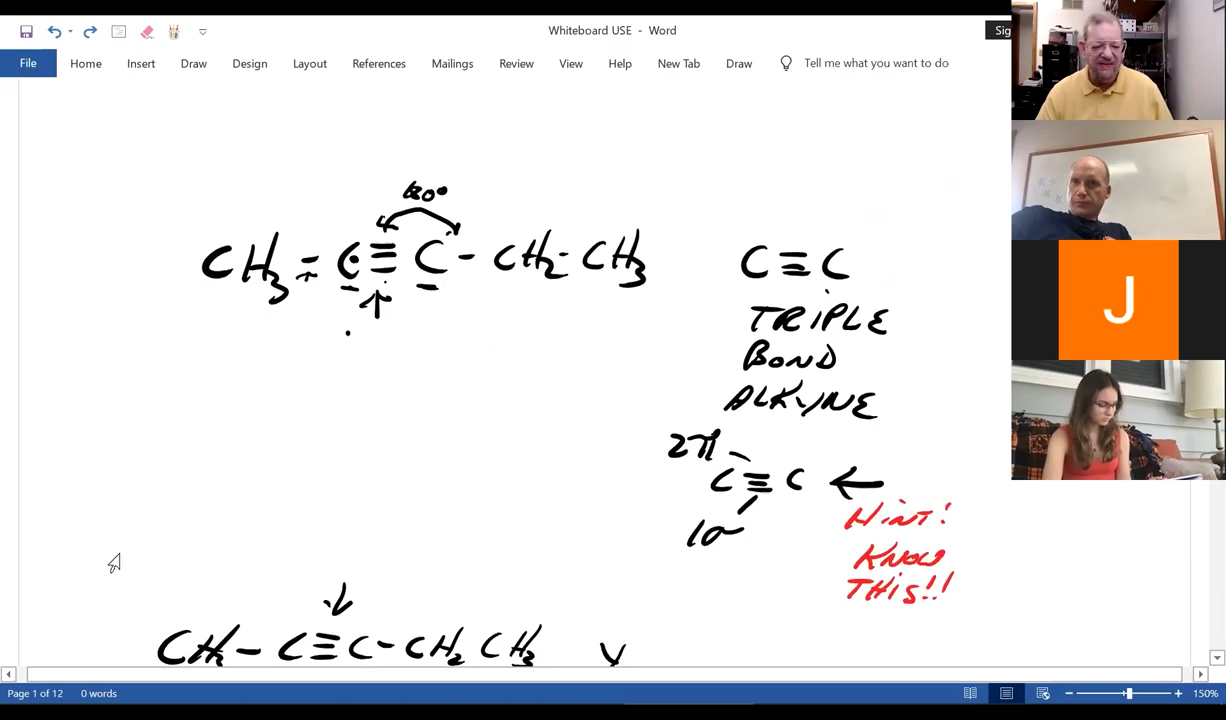 Whiteboard USE - Word
Sig
File Home Insert Draw Design Layout References Mailings Review View Help New Tab Draw Tell me what you want to do
180°
CH3 - C ≡ C - CH2 - CH3
C ≡ C
TRIPLE
BOND
ALKYNE
2π
C ≡ C ←
1σ
HINT!
KNOW
THIS!!
J
CH3 - C ≡ C - CH2 CH3
Page 1 of 12 0 words
150%